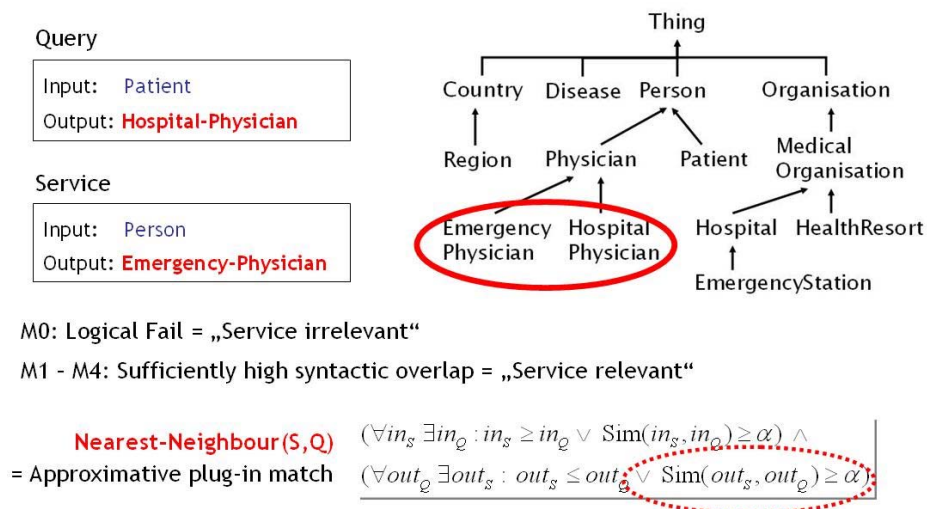 Query
Input: Patient
Output: Hospital-Physician
Service
Input: Person
Output: Emergency-Physician
Thing
Country Disease Person Organisation
Region Physician Patient Medical
Organisation
Emergency Hospital Hospital HealthResort
Physician Physician
EmergencyStation
M0: Logical Fail = „Service irrelevant“
M1 - M4: Sufficiently high syntactic overlap = „Service relevant“
Nearest-Neighbour(S,Q) (∀in_S ∃in_Q : in_S ≥ in_Q ∨ Sim(in_S, in_Q) ≥ α) ∧
= Approximative plug-in match (∀out_Q ∃out_S : out_S ≤ out_Q ∨ Sim(out_S, out_Q) ≥ α)